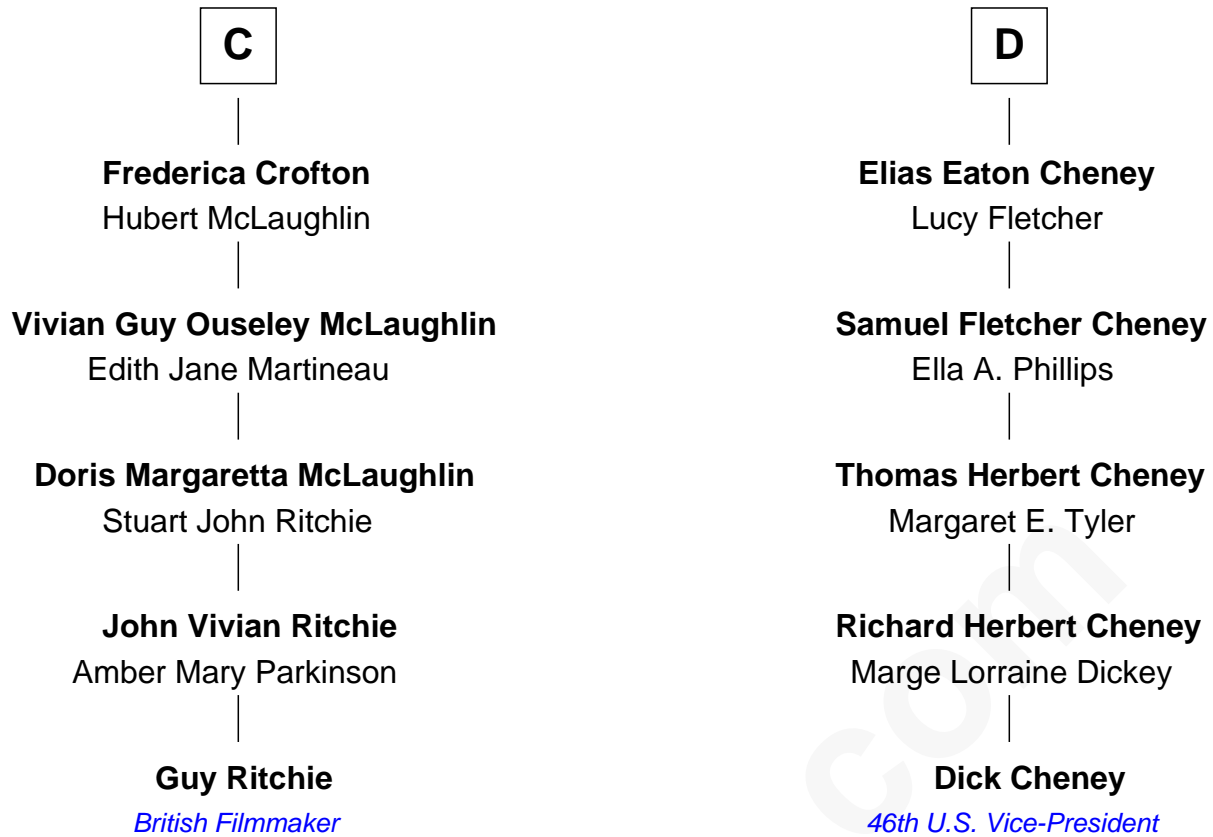 C
Frederica Crofton
Hubert McLaughlin
Vivian Guy Ouseley McLaughlin
Edith Jane Martineau
Doris Margaretta McLaughlin
Stuart John Ritchie
John Vivian Ritchie
Amber Mary Parkinson
Guy Ritchie
British Filmmaker
D
Elias Eaton Cheney
Lucy Fletcher
Samuel Fletcher Cheney
Ella A. Phillips
Thomas Herbert Cheney
Margaret E. Tyler
Richard Herbert Cheney
Marge Lorraine Dickey
Dick Cheney
46th U.S. Vice-President
com